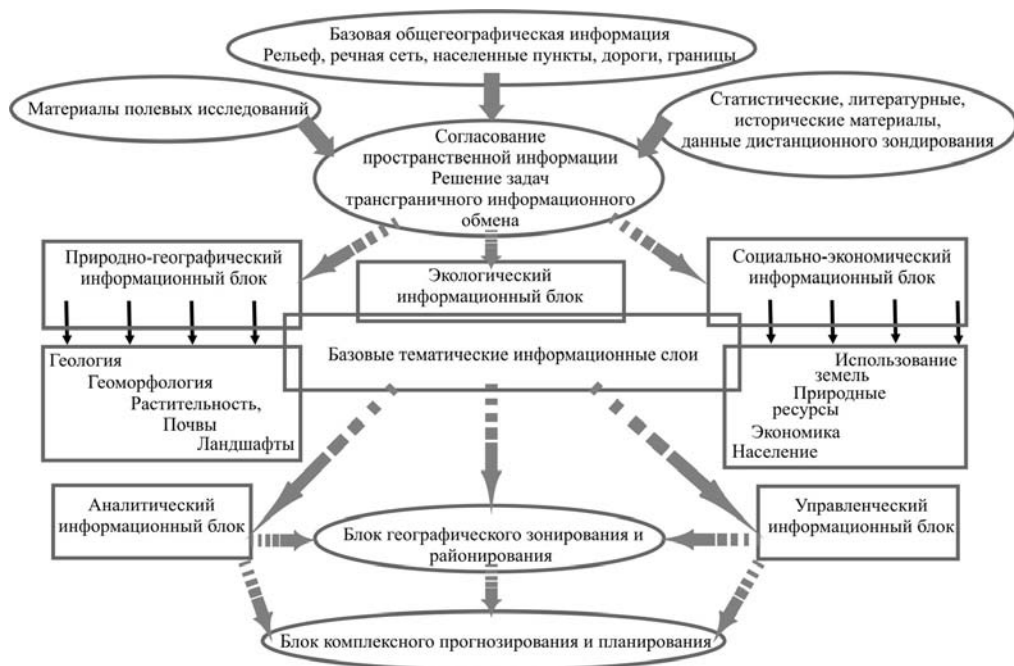 Базовая общегеографическая информация
Рельеф, речная сеть, населенные пункты, дороги, границы
Материалы полевых исследований
Статистические, литературные,
исторические материалы,
данные дистанционного зондирования
Согласование
пространственной информации
Решение задач
трансграничного информационного
обмена
Природно-географический
информационный блок
Экологический
информационный блок
Социально-экономический
информационный блок
Базовые тематические информационные слои
Геология
Геоморфология
Растительность,
Почвы
Ландшафты
Использование
земель
Природные
ресурсы
Экономика
Население
Аналитический
информационный блок
Блок географического зонирования и
районирования
Управленческий
информационный блок
Блок комплексного прогнозирования и планирования